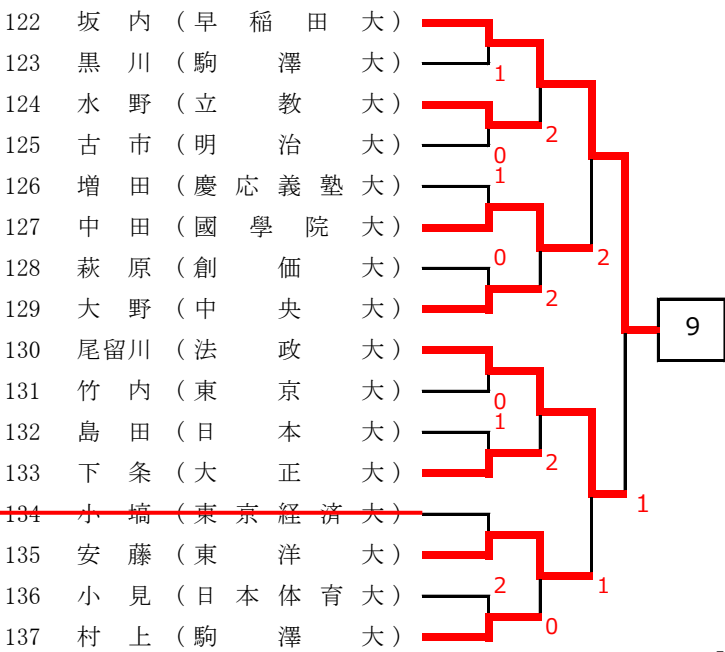 122 坂内(早稲田大)
123 黒川(駒澤大)
1
124 水野(立教大)
2
125 古市(明治大)
0
126 増田(慶応義塾大)
1
127 中田(國學院大)
128 萩原(創価大)
0
2
129 大野(中央大)
2
9
130 尾留川(法政大)
131 竹内(東京大)
0
132 島田(日本大)
1
133 下条(大正大)
2
134 小塙(東京経済大)
1
135 安藤(東洋大)
136 小見(日本体育大)
2
1
137 村上(駒澤大)
0